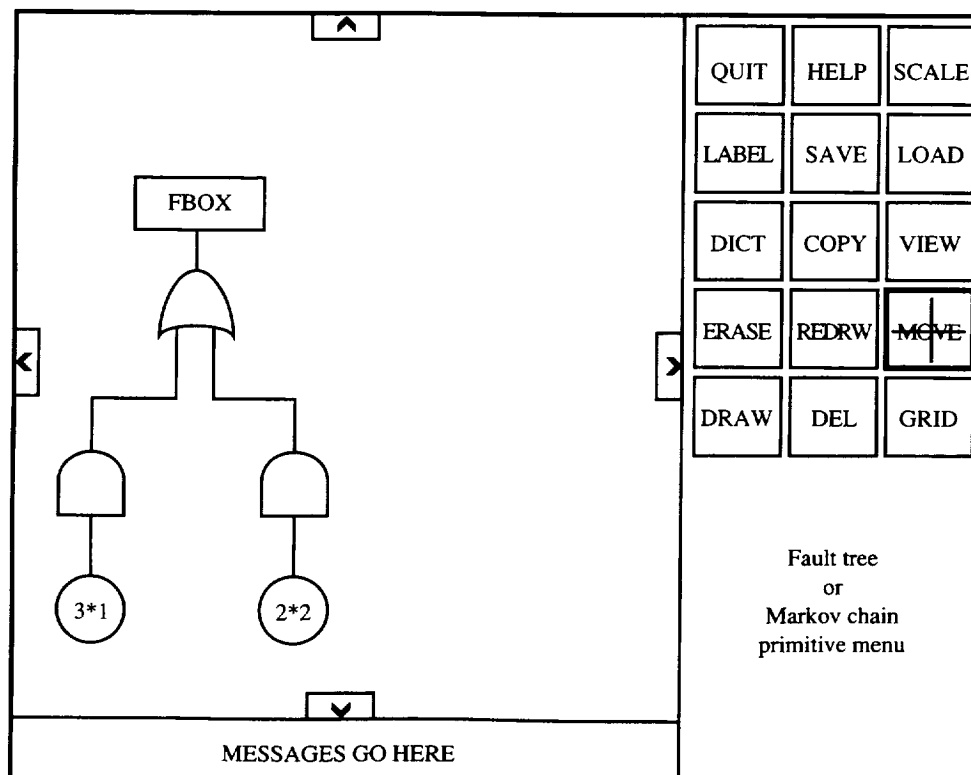 QUIT HELP SCALE
LABEL SAVE LOAD
FBOX
DICT COPY VIEW
ERASE REDRW MOVE
DRAW DEL GRID
Fault tree
or
Markov chain
primitive menu
3*1 2*2
MESSAGES GO HERE